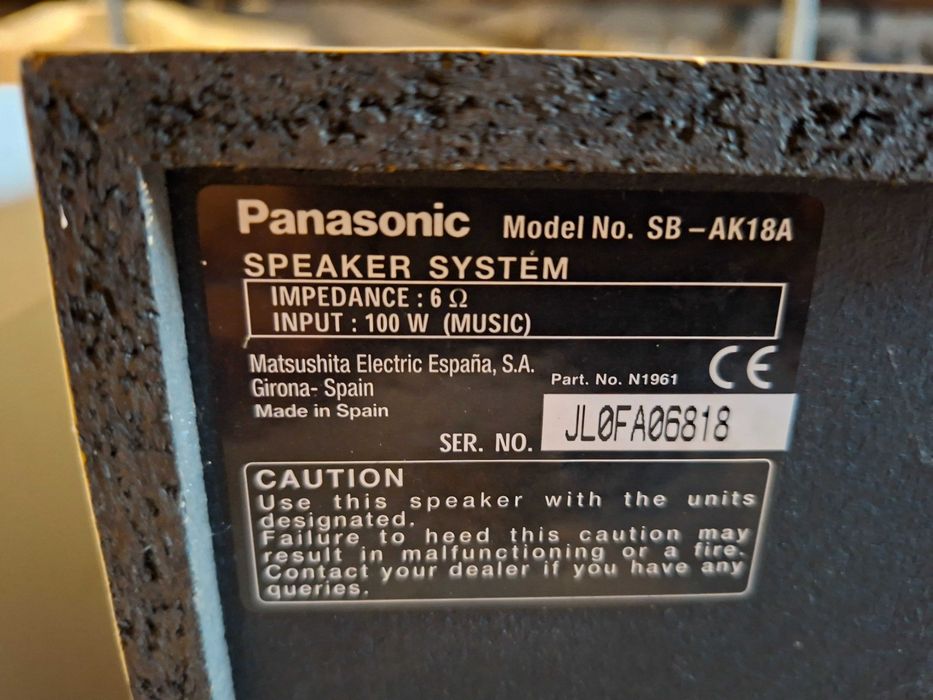 Panasonic Model No. SB-AK18A
SPEAKER SYSTEM
IMPEDANCE : 6 Ω
INPUT : 100 W (MUSIC)
Matsushita Electric España, S.A.
Girona- Spain
Made in Spain
Part. No. N1961
CE
SER. NO. JL0FA06818
CAUTION
Use this speaker with the units
designated.
Failure to heed this caution may
result in malfunctioning or a fire.
Contact your dealer if you have any
queries.